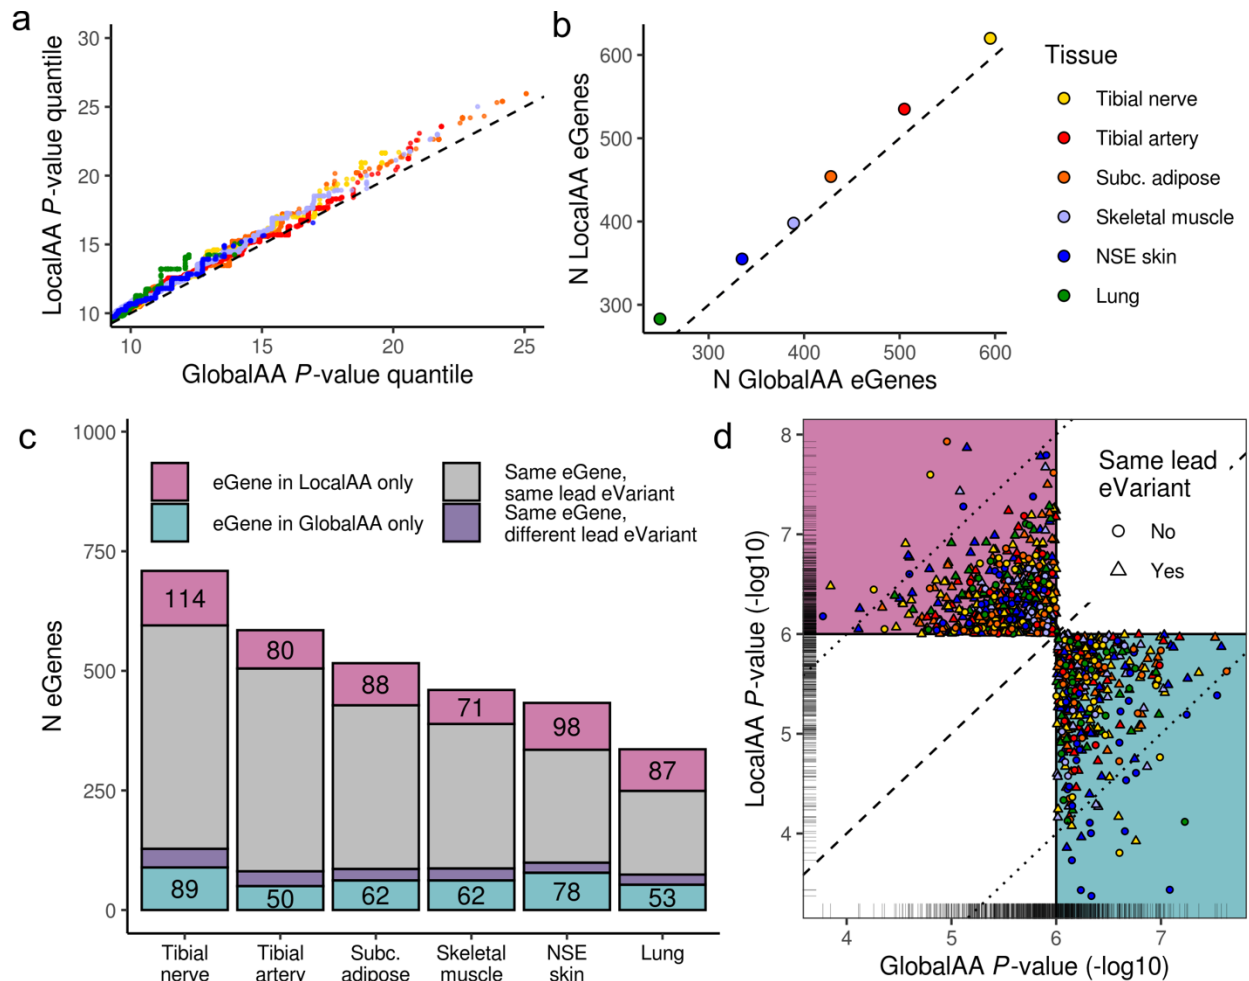 a
LocalAA P-value quantile
30
25
20
15
10
10
15
20
25
GlobalAA P-value quantile
b
N LocalAA eGenes
600
500
400
300
300
400
500
600
N GlobalAA eGenes
Tissue
Tibial nerve
Tibial artery
Subc. adipose
Skeletal muscle
NSE skin
Lung
c
N eGenes
1000
750
500
250
0
eGene in LocalAA only
eGene in GlobalAA only
Same eGene,
same lead eVariant
Same eGene,
different lead eVariant
114
80
88
71
98
87
89
50
62
62
78
53
Tibial
nerve
Tibial
artery
Subc.
adipose
Skeletal
muscle
NSE
skin
Lung
d
LocalAA P-value (-log10)
8
7
6
5
4
4
5
6
7
GlobalAA P-value (-log10)
Same lead
eVariant
No
Yes